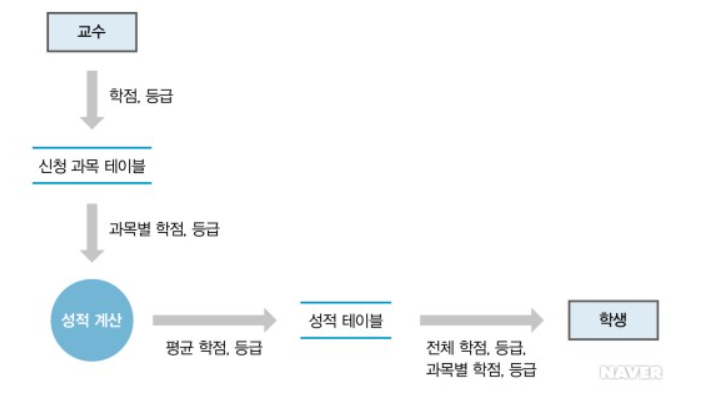 교수
학점, 등급
신청 과목 테이블
과목별 학점, 등급
성적 계산
평균 학점, 등급
성적 테이블
전체 학점, 등급,
과목별 학점, 등급
학생
NAVER